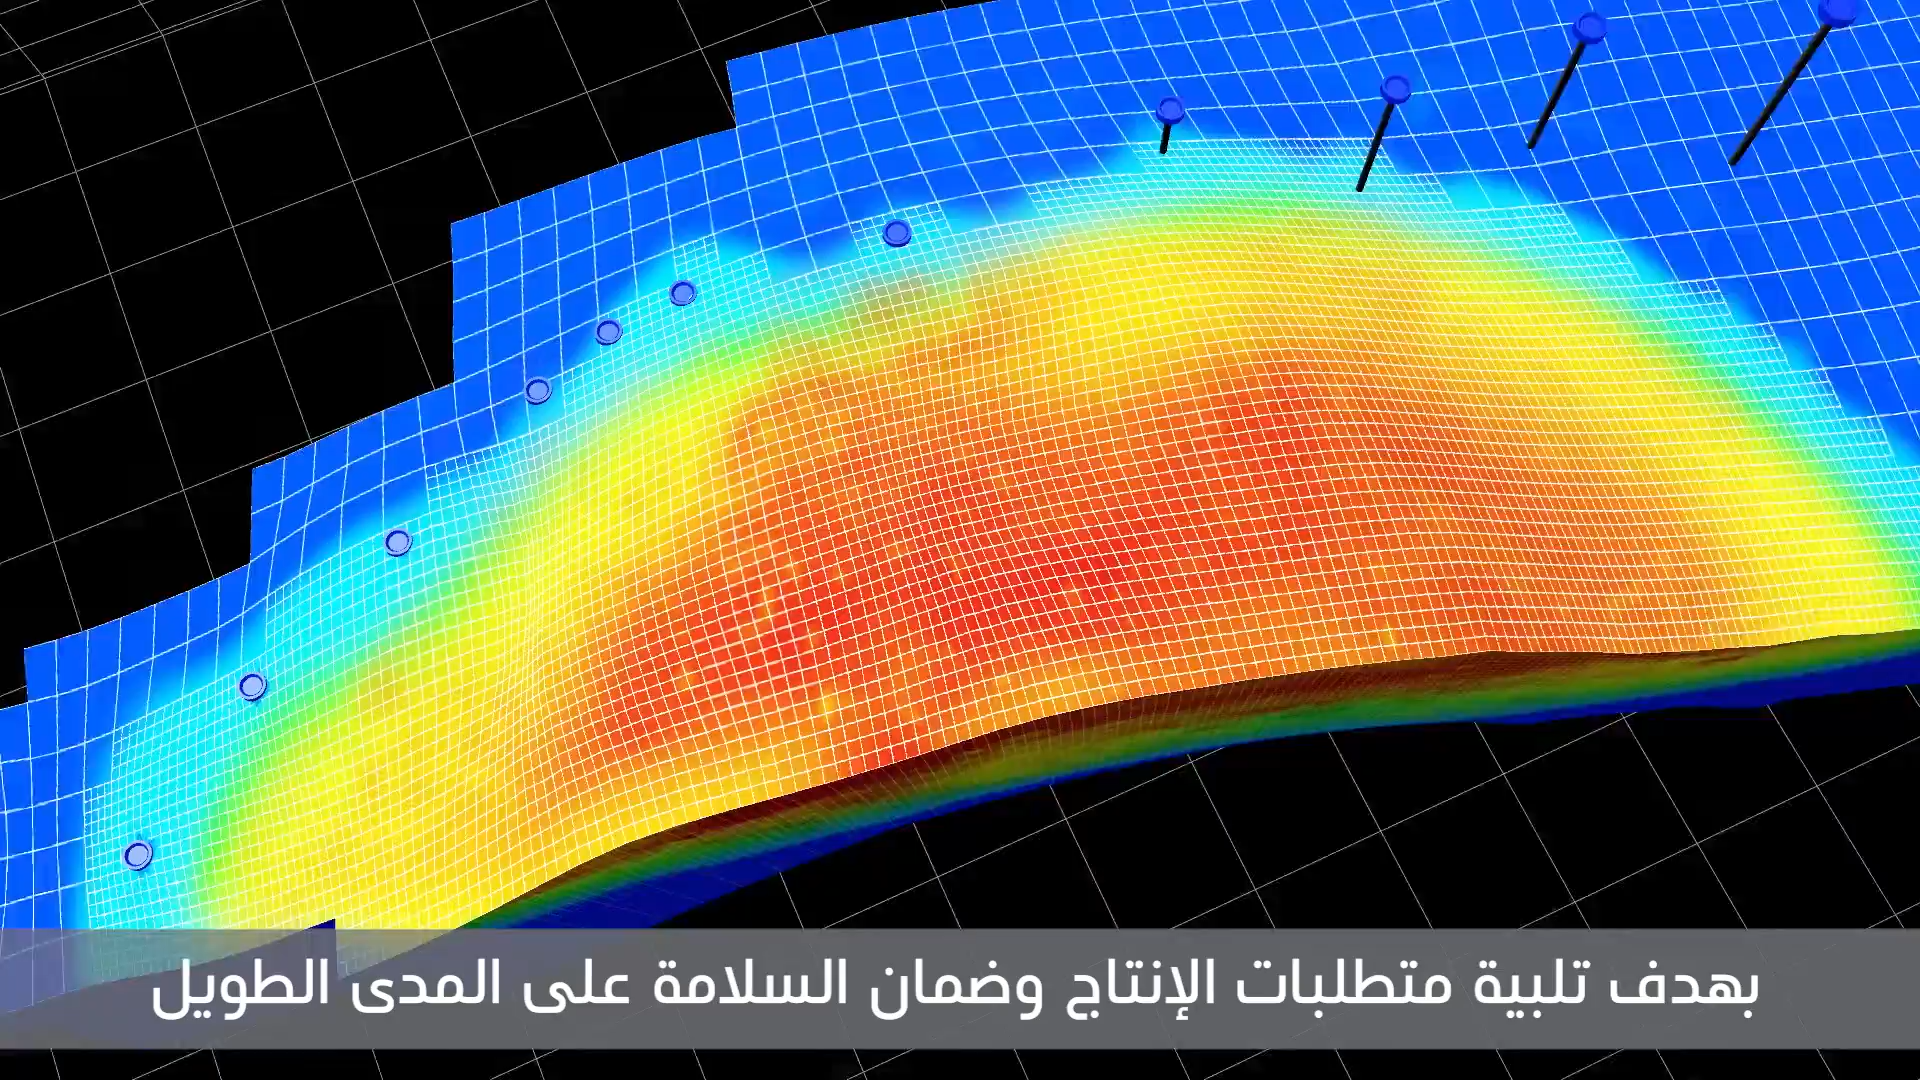 بهدف تلبية متطلبات الإنتاج وضمان السلامة على المدى الطويل